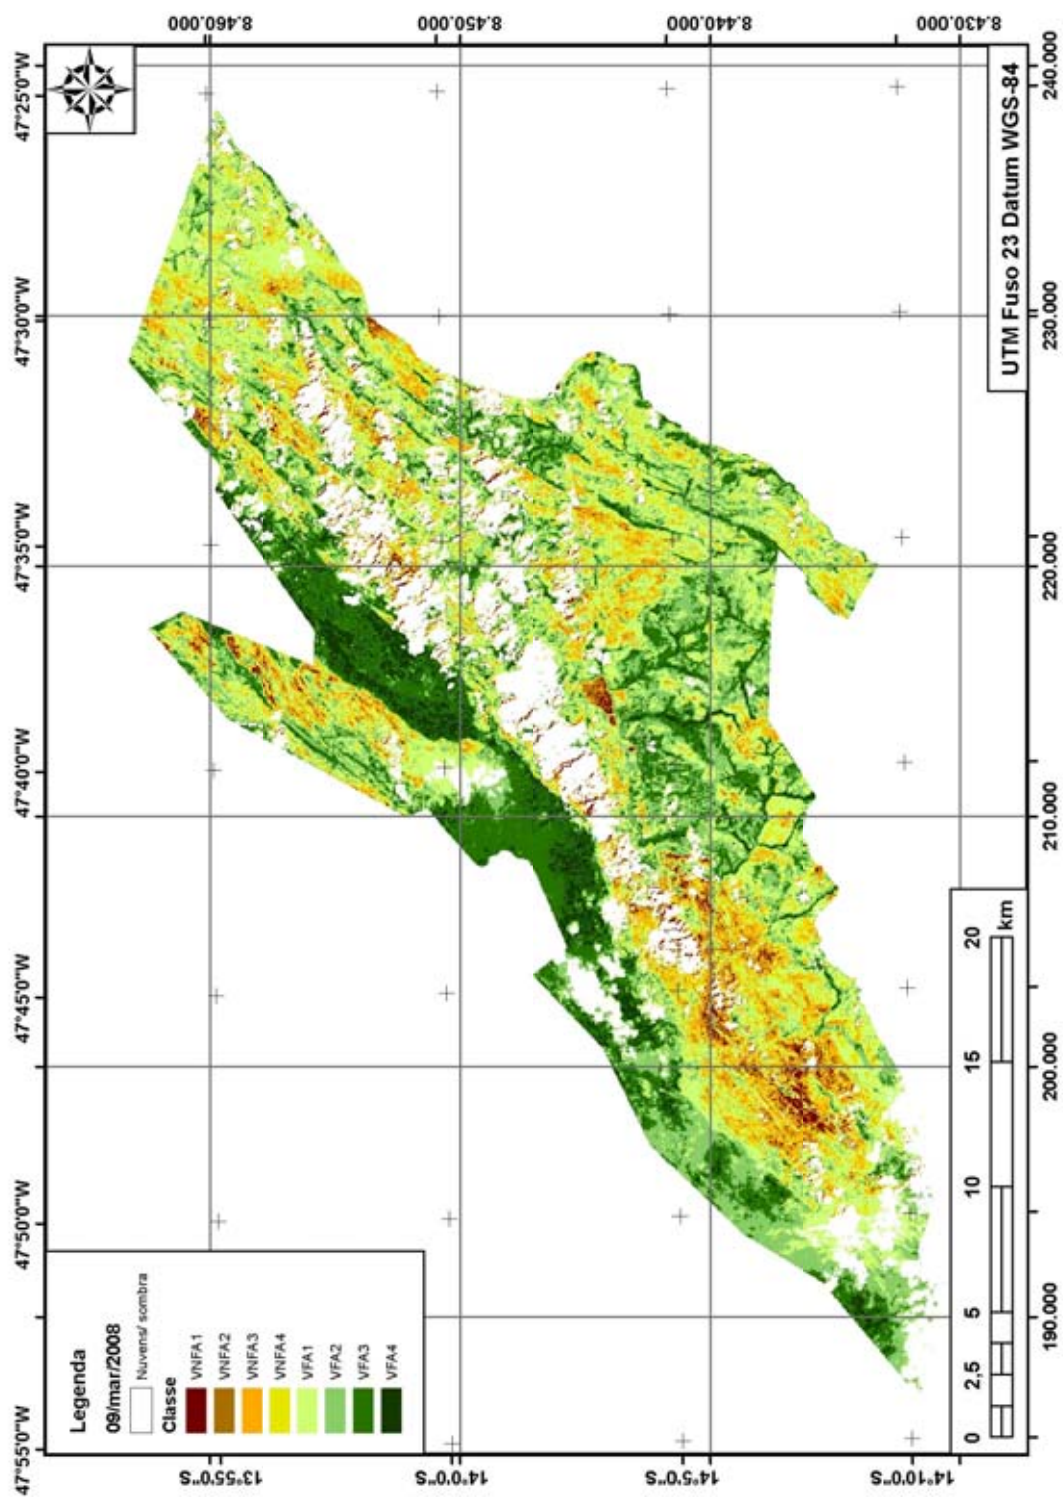 47°55'0"W
47°50'0"W
47°45'0"W
47°40'0"W
47°35'0"W
47°30'0"W
47°25'0"W
13°55'0"S
14°0'0"S
14°5'0"S
14°10'0"S
8.460.000
8.450.000
8.440.000
8.430.000
Legenda
09/mar/2008
Nuvens/ sombra
Classe
VNFA1
VNFA2
VNFA3
VNFA4
VFA1
VFA2
VFA3
VFA4
0 2,5 5 10 15 20
km
UTM Fuso 23 Datum WGS-84
190.000
200.000
210.000
220.000
230.000
240.000